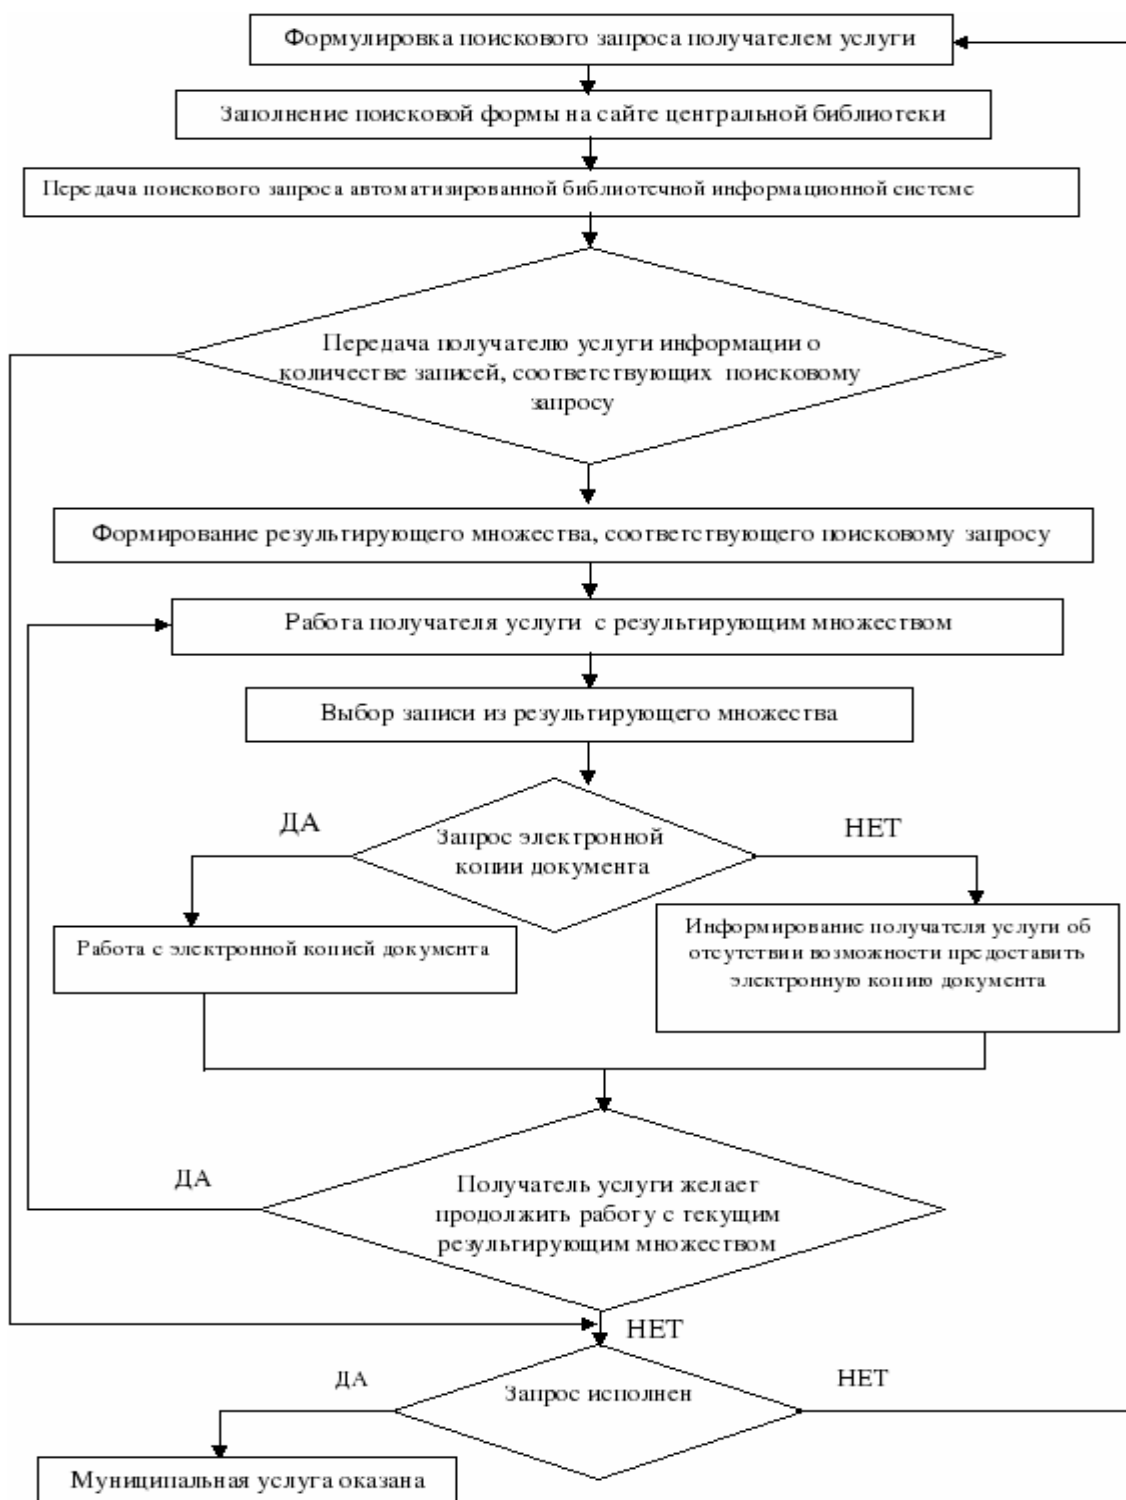 Формулировка поискового запроса получателем услуги
Заполнение поисковой формы на сайте центральной библиотеки
Передача поискового запроса автоматизированной библиотечной информационной системе
Передача получателю услуги информации о
количестве записей, соответствующих поисковому
запросу
Формирование результирующего множества, соответствующего поисковому запросу
Работа получателя услуги с результирующим множеством
Выбор записи из результирующего множества
ДА
Запрос электронной
копии документа
НЕТ
Работа с электронной копией документа
Информирование получателя услуги об
отсутствии возможности предоставить
электронную копию документа
ДА
Получатель услуги желает
продолжить работу с текущим
результирующим множеством
НЕТ
ДА
Запрос исполнен
НЕТ
Муниципальная услуга оказана